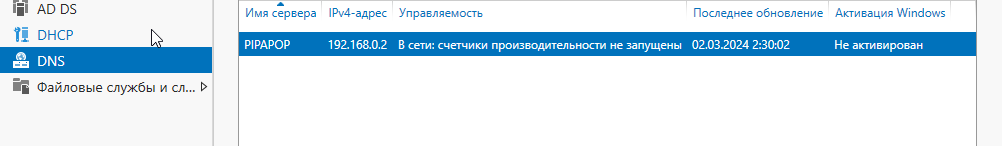 AD DS
DHCP
DNS
Файловые службы и сл...
Имя сервера IPv4-адрес Управляемость Последнее обновление Активация Windows
PIPAPOP 192.168.0.2 В сети: счетчики производительности не запущены 02.03.2024 2:30:02 Не активирован